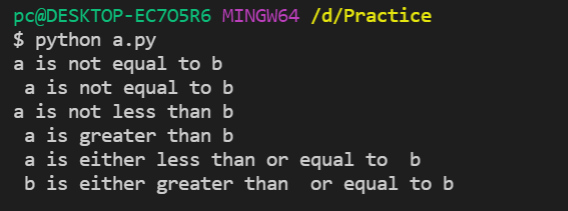 pc@DESKTOP-EC7O5R6 MINGW64 /d/Practice
$ python a.py
a is not equal to b
 a is not equal to b
a is not less than b
 a is greater than b
 a is either less than or equal to  b
 b is either greater than  or equal to b